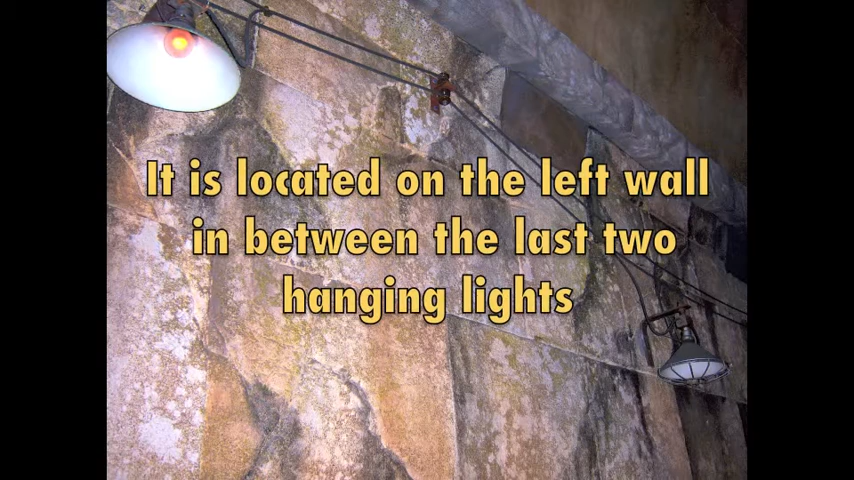 It is located on the left wall
in between the last two
hanging lights